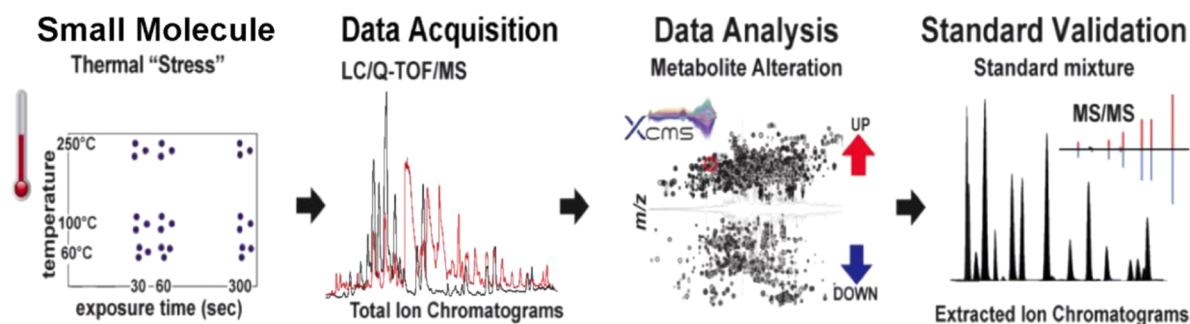 Small Molecule
Thermal “Stress”
250°C
100°C
60°C
temperature
30
60
300
exposure time (sec)
Data Acquisition
LC/Q-TOF/MS
Total Ion Chromatograms
Data Analysis
Metabolite Alteration
Xcms
UP
m/z
DOWN
Standard Validation
Standard mixture
MS/MS
Extracted Ion Chromatograms